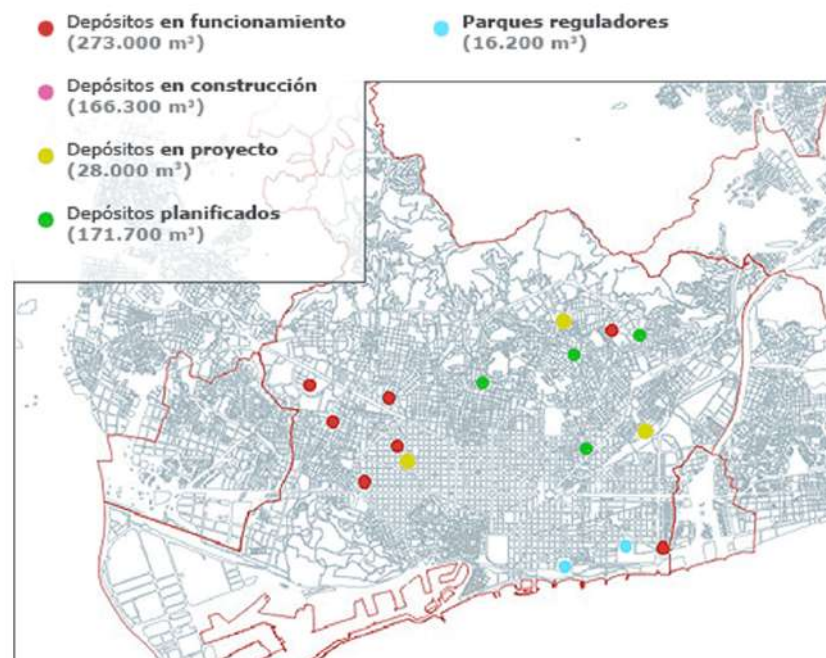 Depósitos en funcionamiento
(273.000 m³)
Depósitos en construcción
(166.300 m³)
Depósitos en proyecto
(28.000 m³)
Depósitos planificados
(171.700 m³)
Parques reguladores
(16.200 m³)